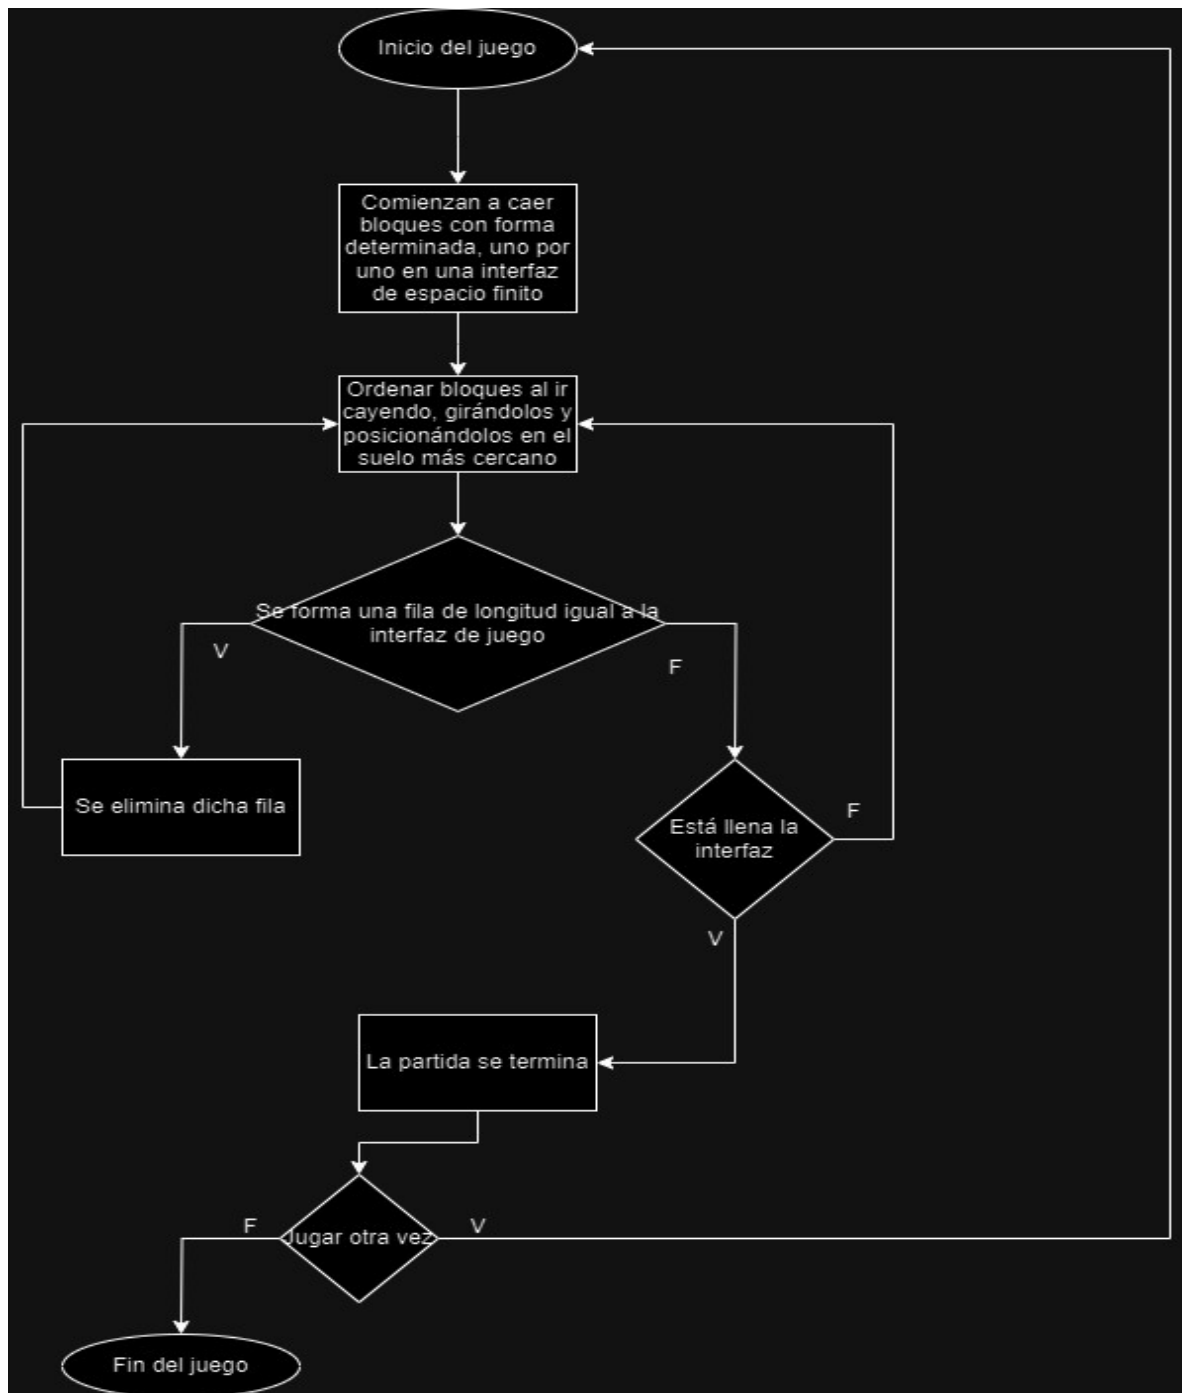 Inicio del juego
Comienzan a caer
bloques con forma
determinada, uno por
uno en una interfaz
de espacio finito
Ordenar bloques al ir
cayendo, girándolos y
posicionándolos en el
suelo más cercano
Se forma una fila de longitud igual a la
interfaz de juego
V
F
Se elimina dicha fila
Está llena la
interfaz
F
V
La partida se termina
Jugar otra vez
F
V
Fin del juego